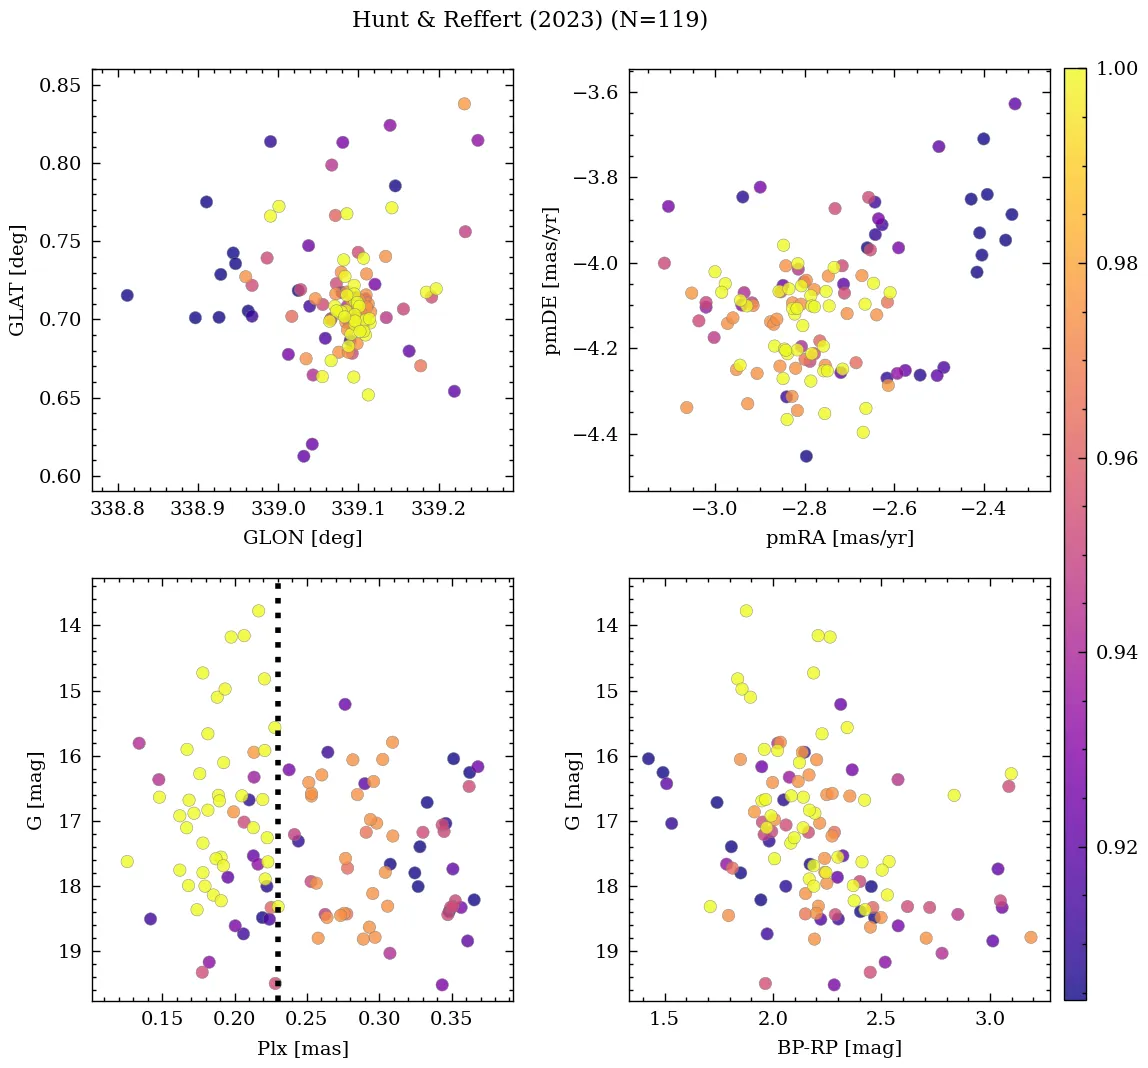 Hunt & Reffert (2023) (N=119)
0.85
0.80
0.75
0.70
0.65
0.60
GLAT [deg]
338.8 338.9 339.0 339.1 339.2
GLON [deg]
−3.6
−3.8
−4.0
−4.2
−4.4
pmDE [mas/yr]
−3.0 −2.8 −2.6 −2.4
pmRA [mas/yr]
1.00
0.98
0.96
0.94
0.92
14
15
16
17
18
19
G [mag]
0.15 0.20 0.25 0.30 0.35
Plx [mas]
14
15
16
17
18
19
G [mag]
1.5 2.0 2.5 3.0
BP-RP [mag]